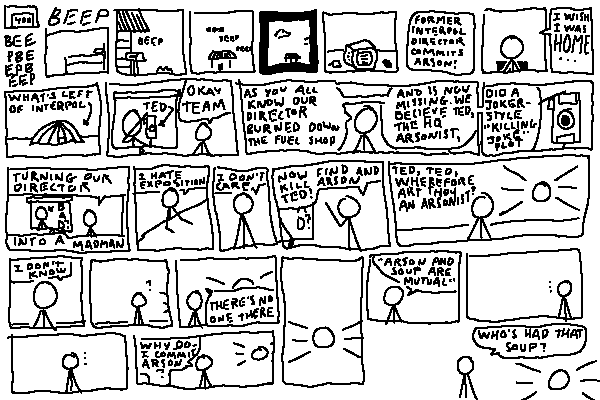 YOU
BEEP
BEE
PBE
EPB
EEP
BEEP
BEEP
BEEP
FORMER
INTERPOL
DIRECTOR
COMMITS
ARSON!
I WISH
I WAS
HOME
...
WHAT'S LEFT
OF INTERPOL
TED
OKAY
TEAM
AS YOU ALL
KNOW OUR
DIRECTOR
BURNED DOWN
THE FUEL SHOP
AND IS NOW
MISSING. WE
BELIEVE TED,
THE HQ
ARSONIST,
DID A
JOKER-
STYLE
"KILLING
JOKE"
PLOT
TURNING OUR
DIRECTOR
INTO A MADMAN
I HATE
EXPOSITION
I DON'T
CARE
NOW
KILL
TED!
D?
FIND AND
ARSON
TED, TED,
WHEREFORE
ART THOU
AN ARSONIST?
I DON'T
KNOW
?
THERE'S NO
ONE THERE
"ARSON AND
SOUP ARE
MUTUAL"
:
:
WHY DO
I COMMIT
ARSON?
WHO'S HAD THAT
SOUP?